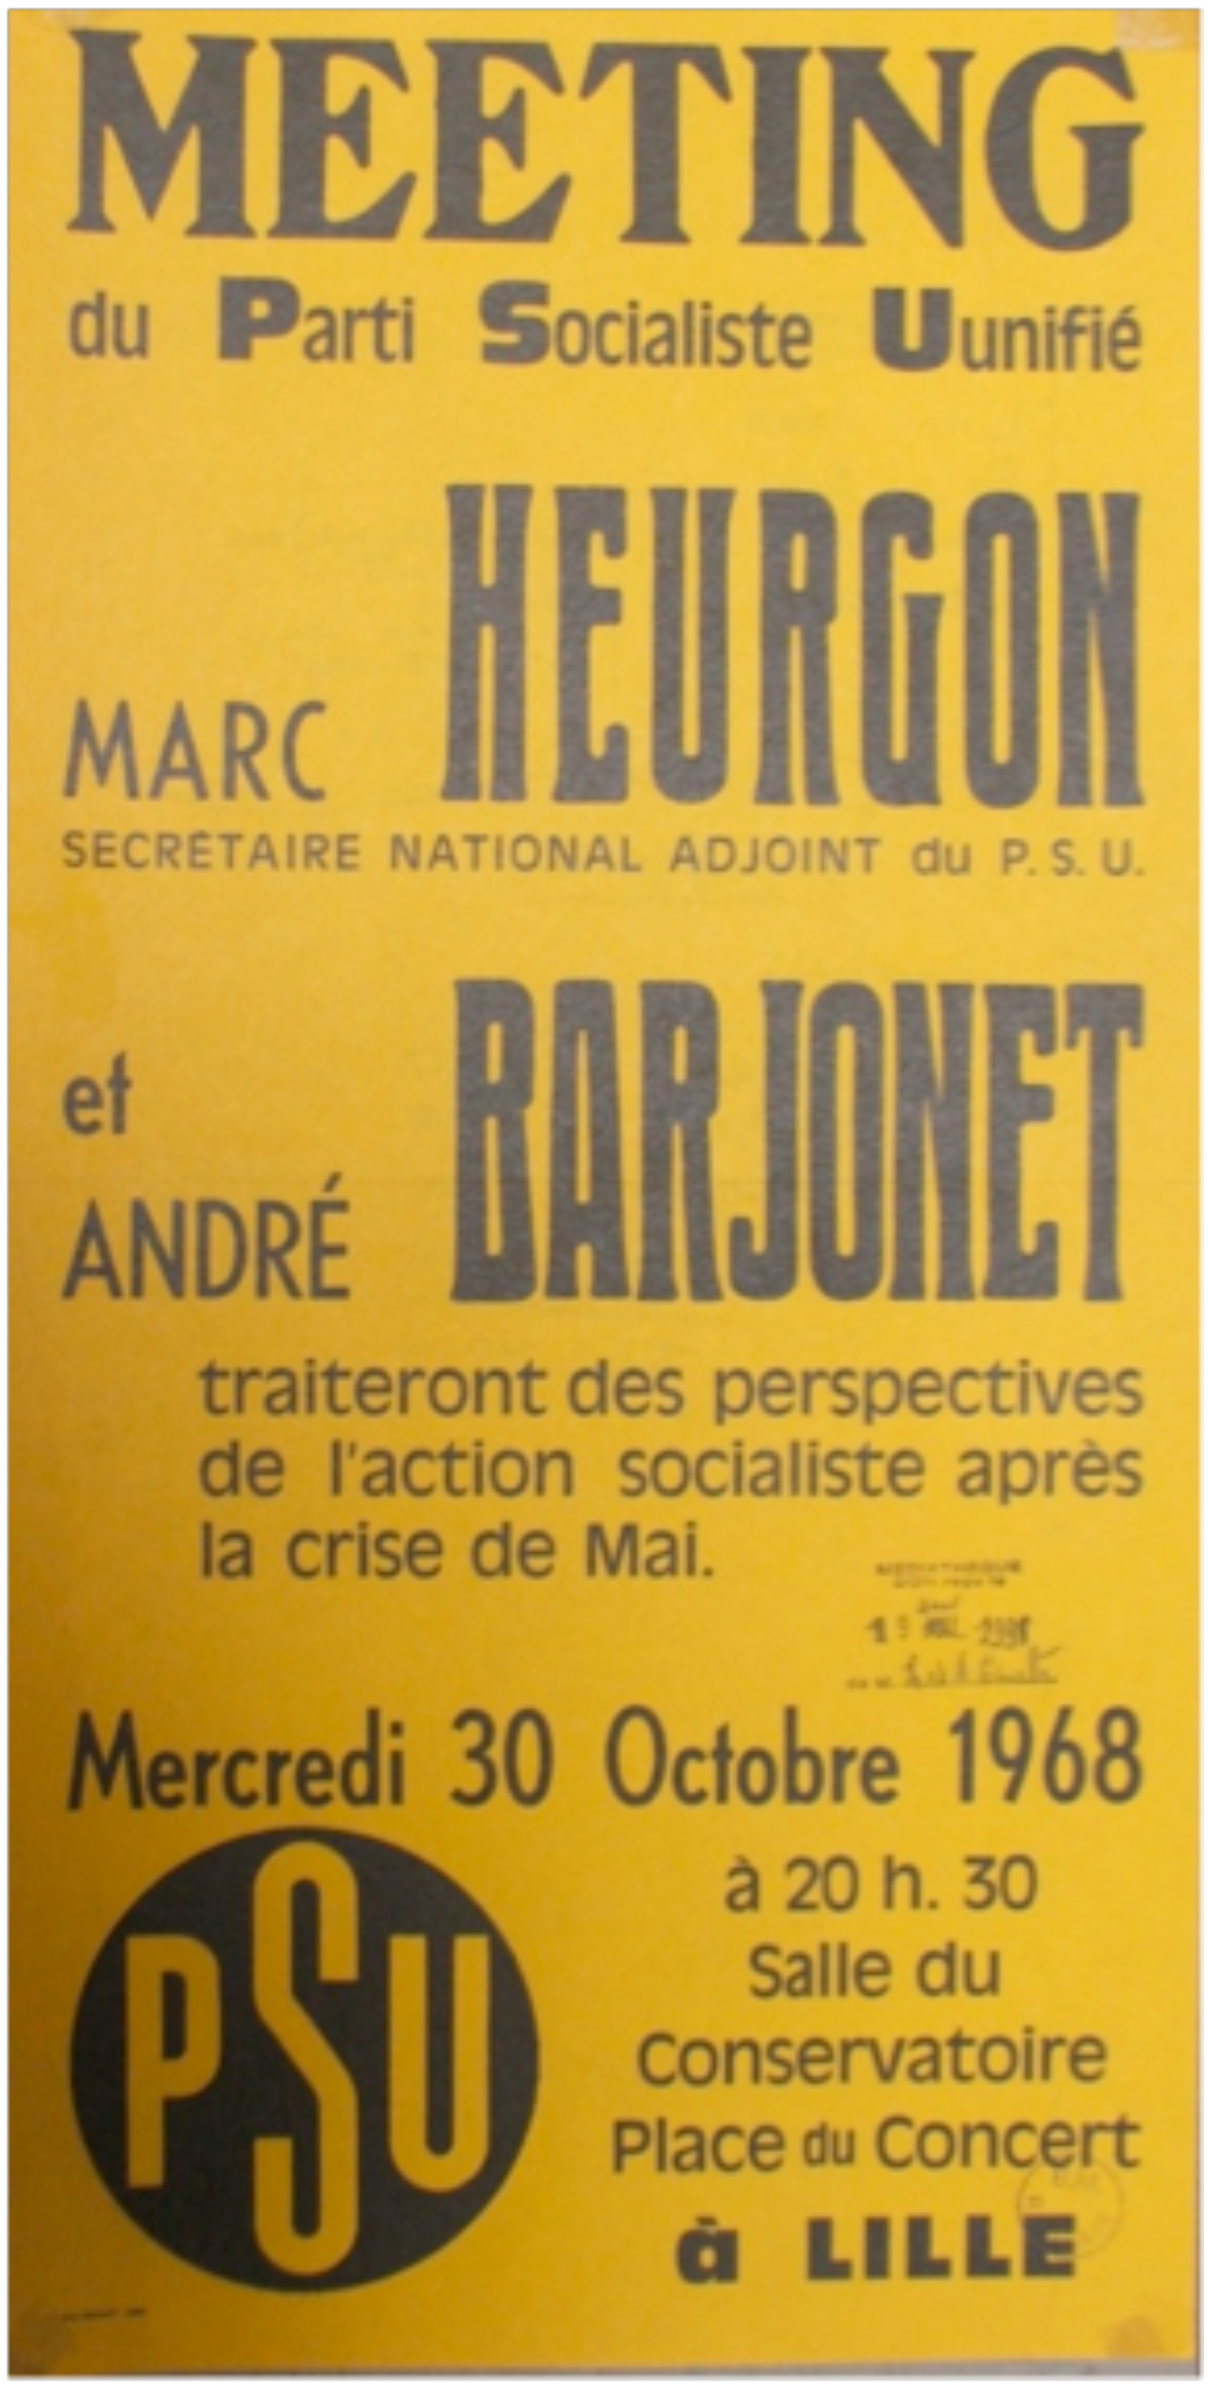 MEETING
du Parti Socialiste Uunifié
HEURGON
MARC
SECRÉTAIRE NATIONAL ADJOINT du P. S. U.
BARJONET
et
ANDRÉ
traiteront des perspectives
de l'action socialiste après
la crise de Mai.
MEDIATHEQUE
Mercredi 30 Octobre 1968
PSU
à 20 h. 30
Salle du
Conservatoire
Place du Concert
à LILLE